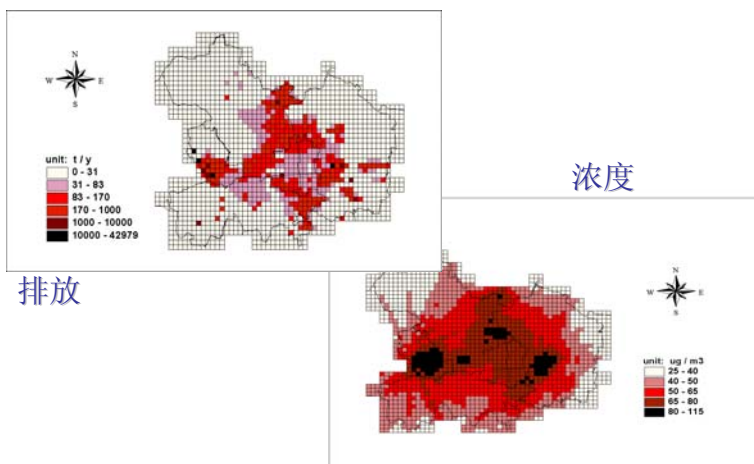 N
W E
S
unit: t / y
0 - 31
31 - 83
83 - 170
170 - 1000
1000 - 10000
10000 - 42979
排放
浓度
N
W E
S
unit: ug / m3
25 - 40
40 - 50
50 - 65
65 - 80
80 - 115